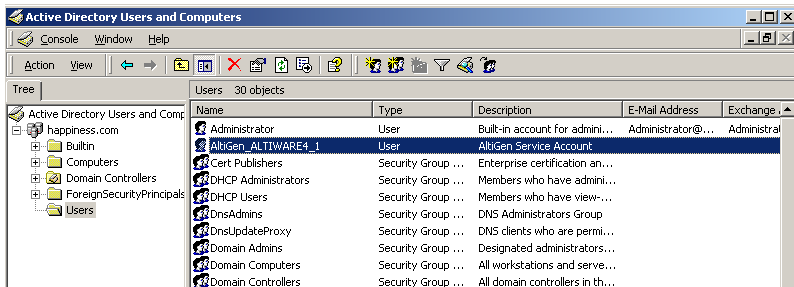 Active Directory Users and Computers
Console Window Help
Action View
Tree
Users 30 objects
Active Directory Users and Comp
happiness.com
Builtin
Computers
Domain Controllers
ForeignSecurityPrincipals
Users
Name Type Description E-Mail Address Exchange
Administrator User Built-in account for admini... Administrator@... Administrat
AltiGen_ALTIWARE4_1 User AltiGen Service Account
Cert Publishers Security Group ... Enterprise certification an...
DHCP Administrators Security Group ... Members who have admini...
DHCP Users Security Group ... Members who have view-...
DnsAdmins Security Group ... DNS Administrators Group
DnsUpdateProxy Security Group ... DNS clients who are permi...
Domain Admins Security Group ... Designated administrators...
Domain Computers Security Group ... All workstations and serve...
Domain Controllers Security Group ... All domain controllers in th...